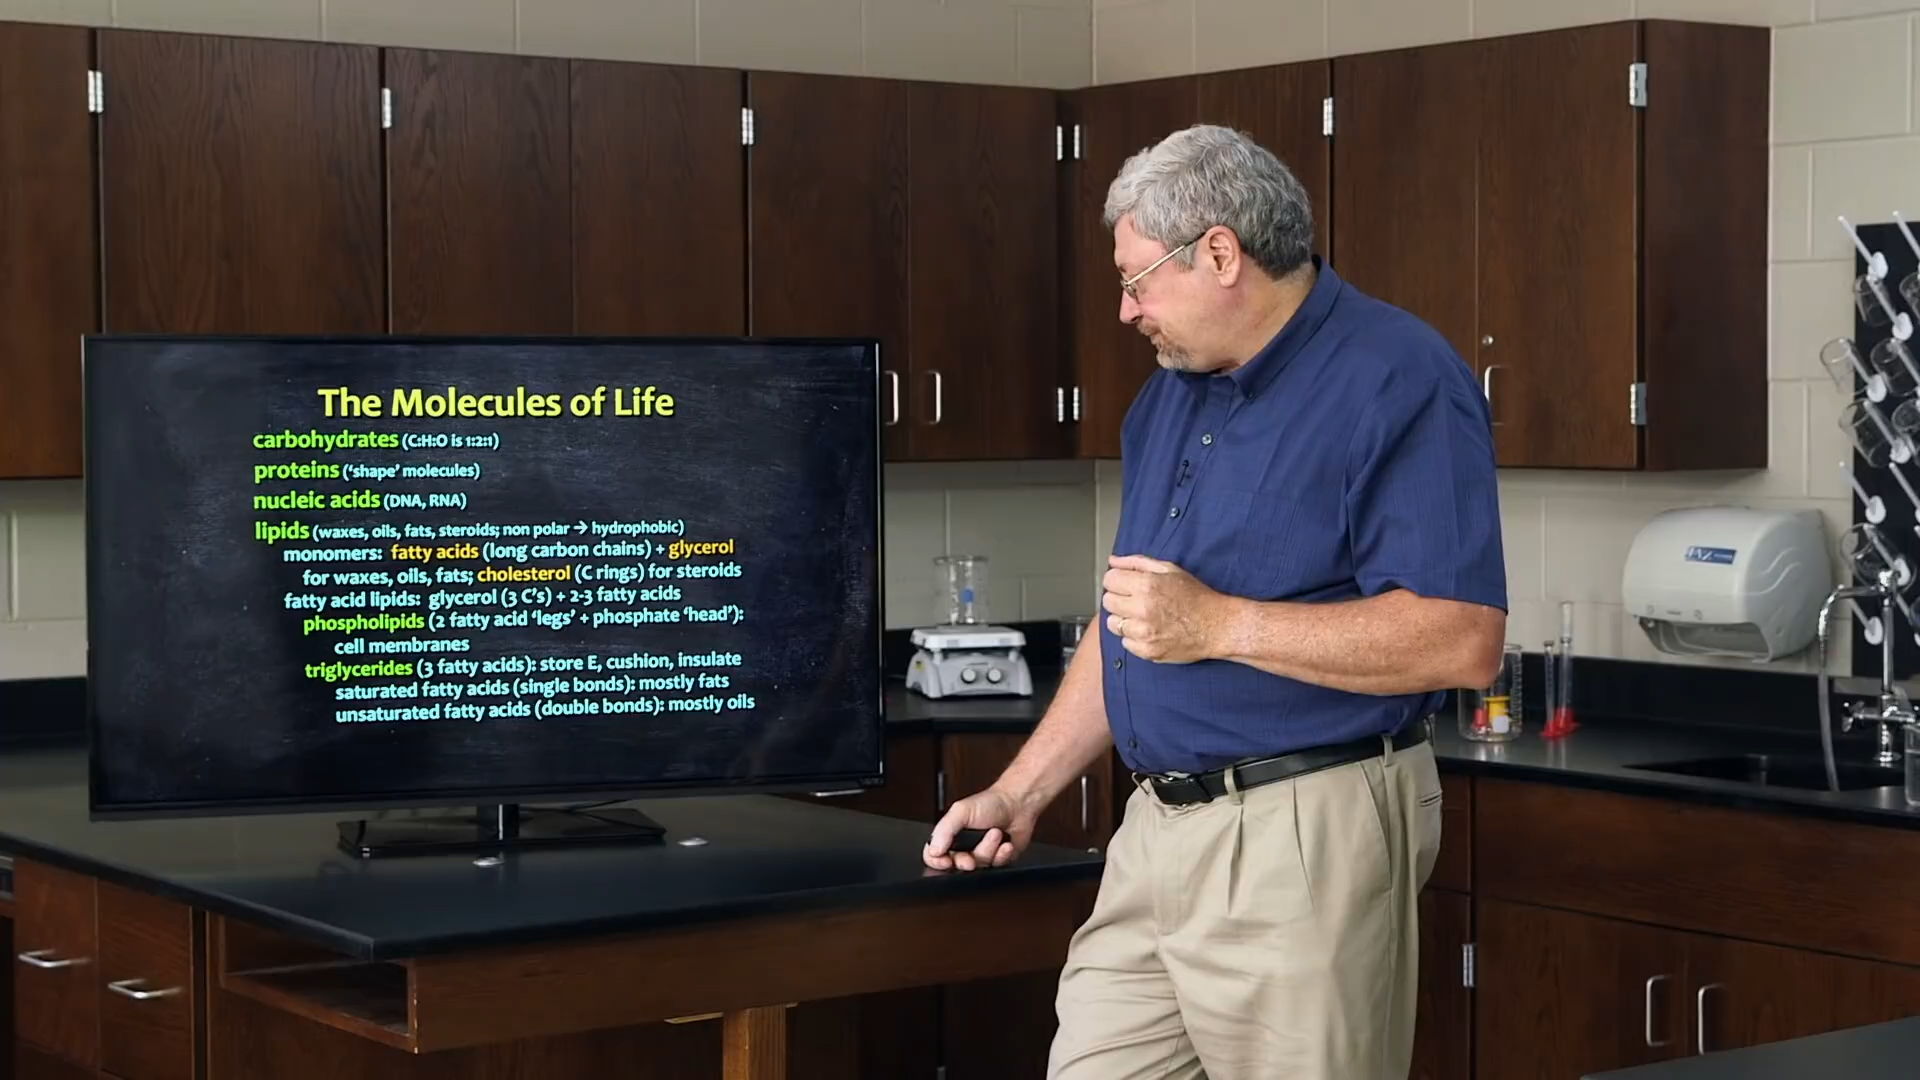 The Molecules of Life
carbohydrates (C:H:O is 1:2:1)
proteins (‘shape’ molecules)
nucleic acids (DNA, RNA)
lipids (waxes, oils, fats, steroids; non polar → hydrophobic)
monomers: fatty acids (long carbon chains) + glycerol
for waxes, oils, fats; cholesterol (C rings) for steroids
fatty acid lipids: glycerol (3 C’s) + 2-3 fatty acids
phospholipids (2 fatty acid ‘legs’ + phosphate ‘head’):
cell membranes
triglycerides (3 fatty acids): store E, cushion, insulate
saturated fatty acids (single bonds): mostly fats
unsaturated fatty acids (double bonds): mostly oils